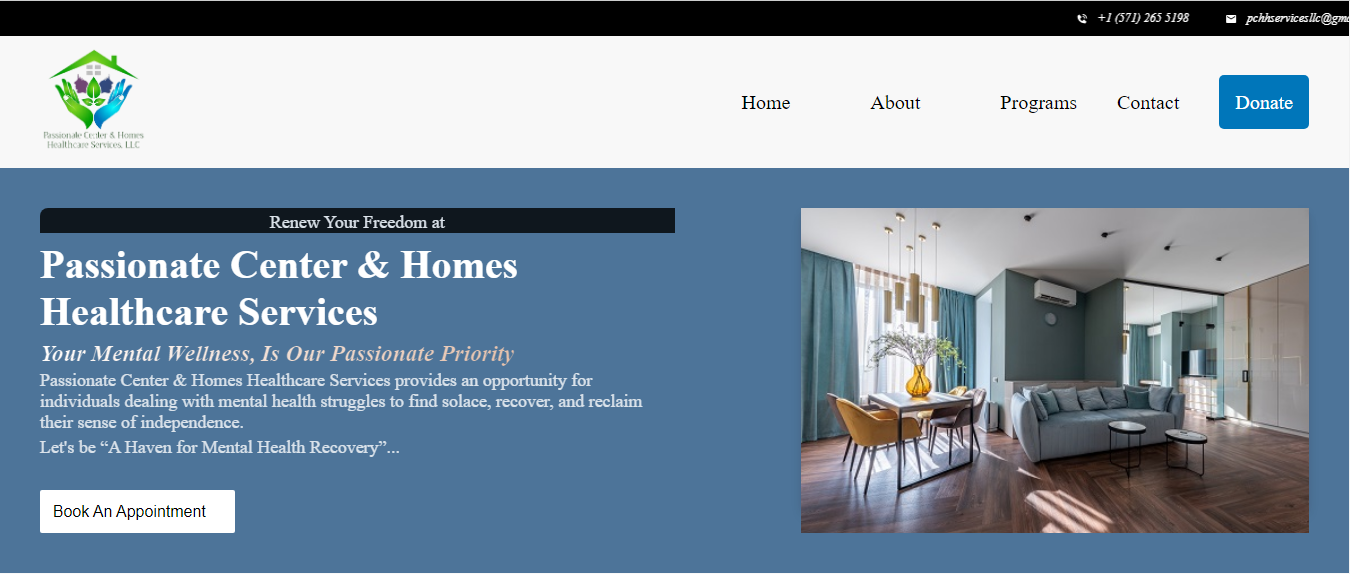 +1 (571) 265 5198
pchhservicesllc@gma
Passionate Center & Homes
Healthcare Services, LLC
Home
About
Programs
Contact
Donate
Renew Your Freedom at
Passionate Center & Homes
Healthcare Services
Your Mental Wellness, Is Our Passionate Priority
Passionate Center & Homes Healthcare Services provides an opportunity for
individuals dealing with mental health struggles to find solace, recover, and reclaim
their sense of independence.
Let's be “A Haven for Mental Health Recovery”...
Book An Appointment